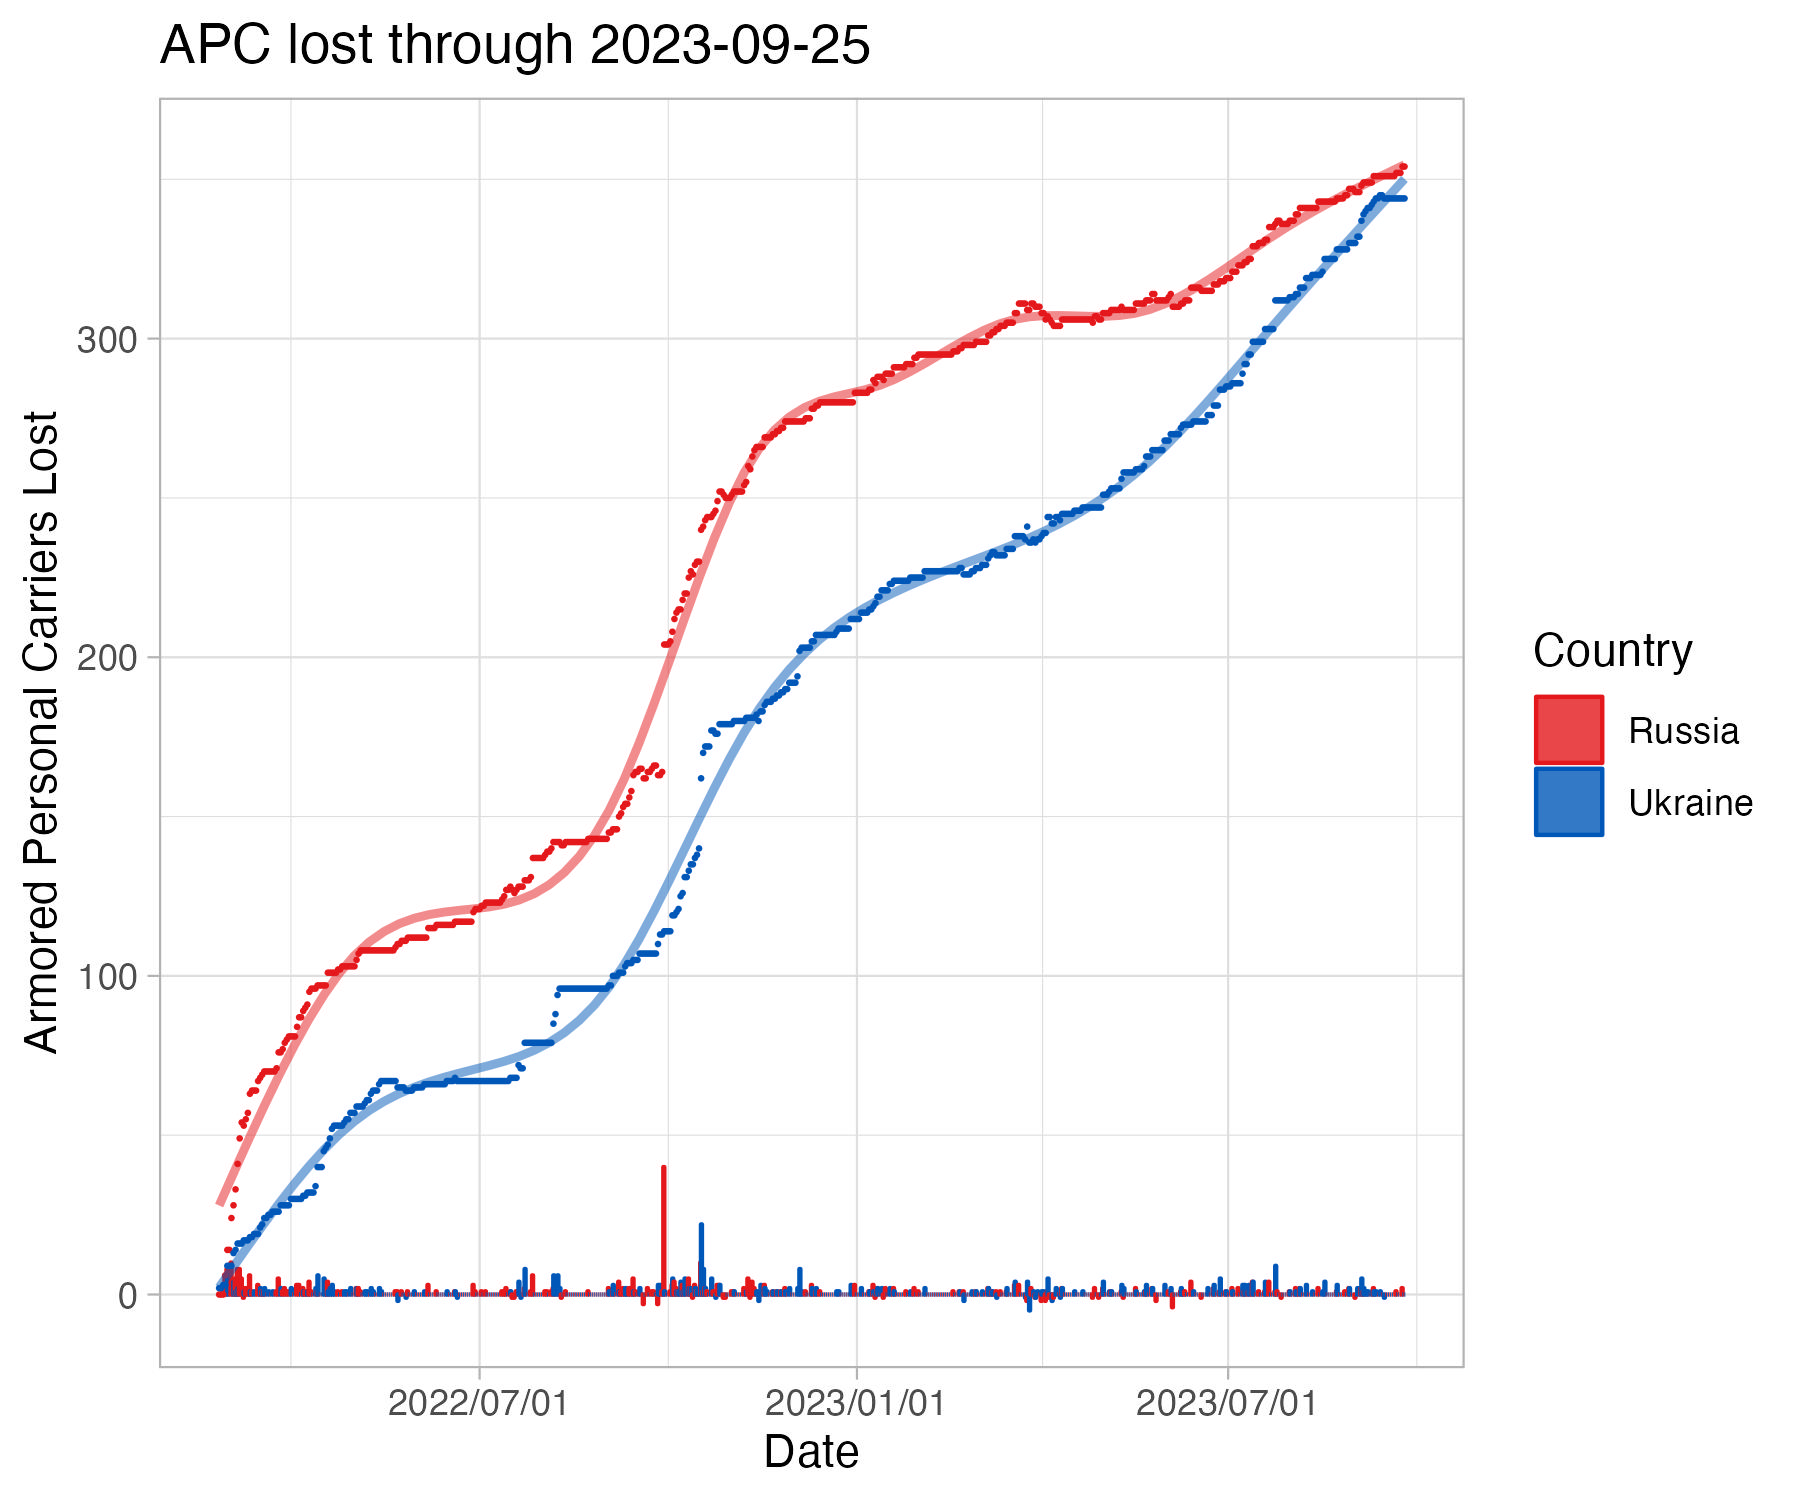 APC lost through 2023-09-25
Armored Personal Carriers Lost
300
200
100
0
2022/07/01
2023/01/01
2023/07/01
Date
Country
Russia
Ukraine